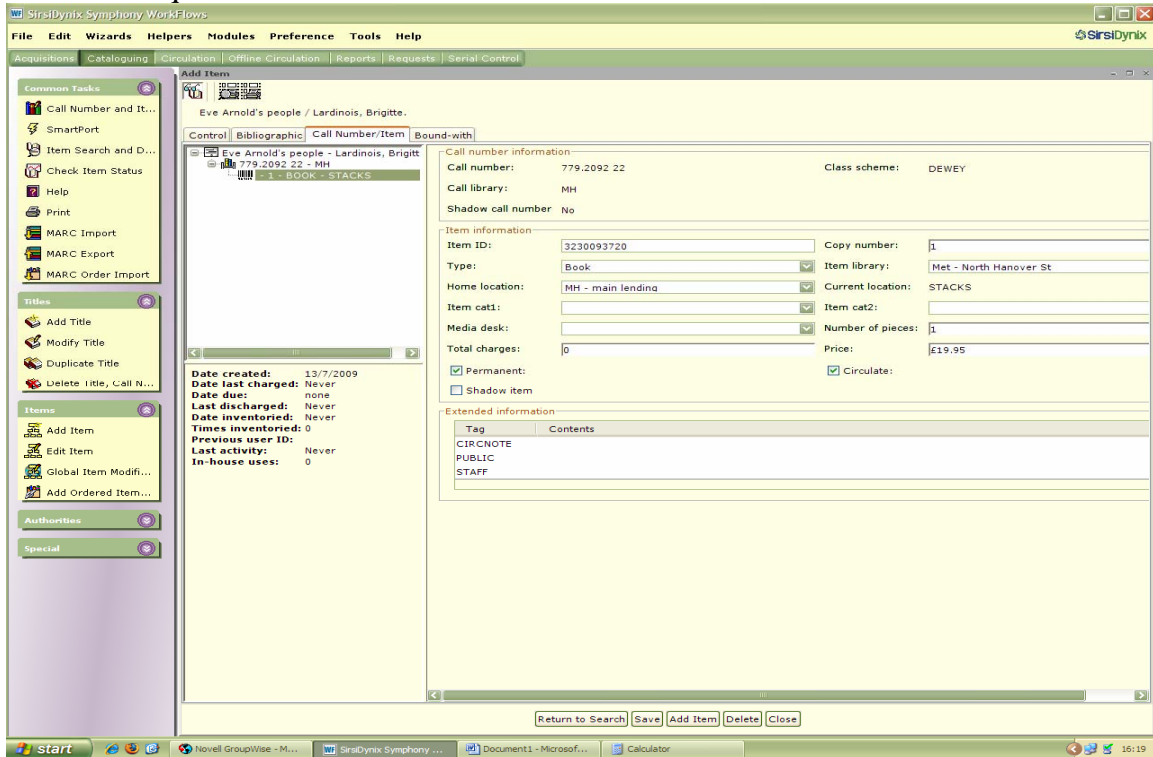 SirsiDynix Symphony WorkFlows
File Edit Wizards Helpers Modules Preference Tools Help
SirsiDynix
Acquisitions Cataloguing Circulation Offline Circulation Reports Requests Serial Control
Add Item
Common Tasks
Call Number and It...
SmartPort
Item Search and D...
Check Item Status
Help
Print
MARC Import
MARC Export
MARC Order Import
Titles
Add Title
Modify Title
Duplicate Title
Delete Title, Call N...
Items
Add Item
Edit Item
Global Item Modifi...
Add Ordered Item...
Authorities
Special
Eve Arnold's people / Lardinois, Brigitte.
Control Bibliographic Call Number/Item Bound-with
Eve Arnold's people - Lardinois, Brigitt
779.2092 22 - MH
- 1 - BOOK - STACKS
Date created: 13/7/2009
Date last charged: Never
Date due: none
Last discharged: Never
Date inventoried: Never
Times inventoried: 0
Previous user ID:
Last activity: Never
In-house uses: 0
Call number information
Call number: 779.2092 22 Class scheme: DEWEY
Call library: MH
Shadow call number No
Item information
Item ID: 3230093720 Copy number: 1
Type: Book Item library: Met - North Hanover St
Home location: MH - main lending Current location: STACKS
Item cat1: Item cat2:
Media desk: Number of pieces: 1
Total charges: 0 Price: £19.95
Permanent: Circulate:
Shadow item
Extended information
Tag Contents
CIRCNOTE
PUBLIC
STAFF
Return to Search Save Add Item Delete Close
start Novell GroupWise - M... SirsiDynix Symphony ... Document1 - Microsof... Calculator 16:19